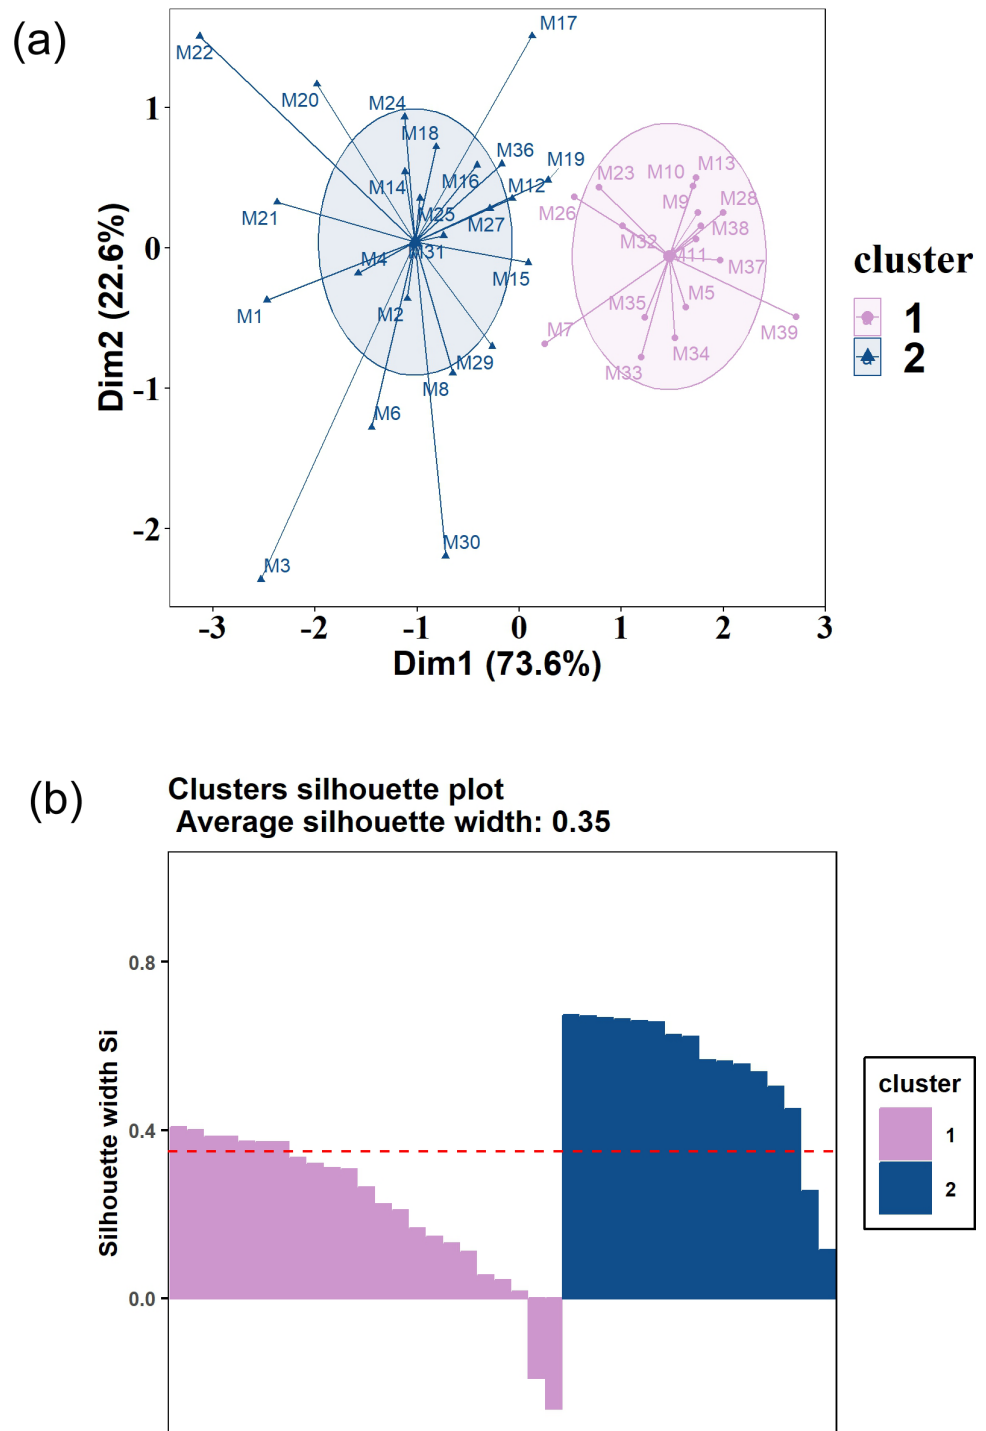 (a)
M17
M22
M20
M24
M18
M36
M19
M16
M14
M12
M25
M27
M21
M31
M4
M15
M1
M2
M29
M8
M6
M30
M3
M13
M10
M23
M9
M28
M26
M38
M32
M37
M5
M35
M7
M39
M34
M33
1
0
-1
-2
Dim2 (22.6%)
-3 -2 -1 0 1 2 3
Dim1 (73.6%)
cluster
1
2
(b)
Clusters silhouette plot
Average silhouette width: 0.35
0.8
0.4
0.0
Silhouette width Si
cluster
1
2